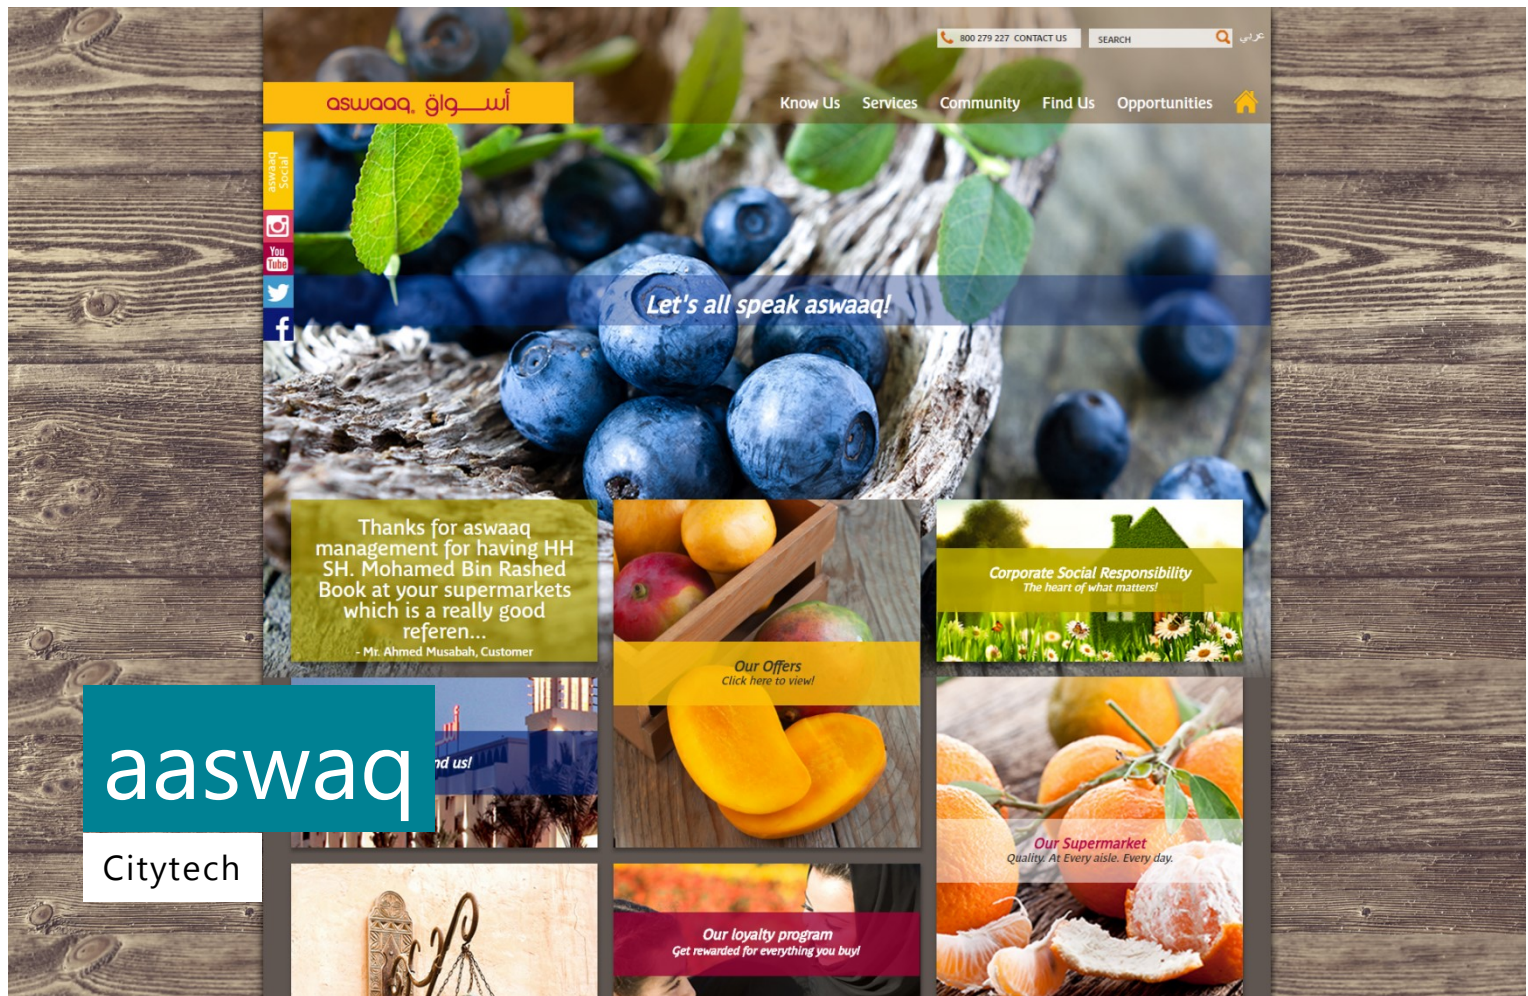 800 279 227 CONTACT US
SEARCH
عربي
aswaaq أسـواق
Know Us Services Community Find Us Opportunities
aswaaq
Social
You
Tube
Let's all speak aswaaq!
Thanks for aswaaq
management for having HH
SH. Mohamed Bin Rashed
Book at your supermarkets
which is a really good
referen...
- Mr. Ahmed Musabah, Customer
Our Offers
Click here to view!
Corporate Social Responsibility
The heart of what matters!
nd us!
Our Supermarket
Quality. At Every aisle. Every day.
Our loyalty program
Get rewarded for everything you buy!
aaswaq
Citytech